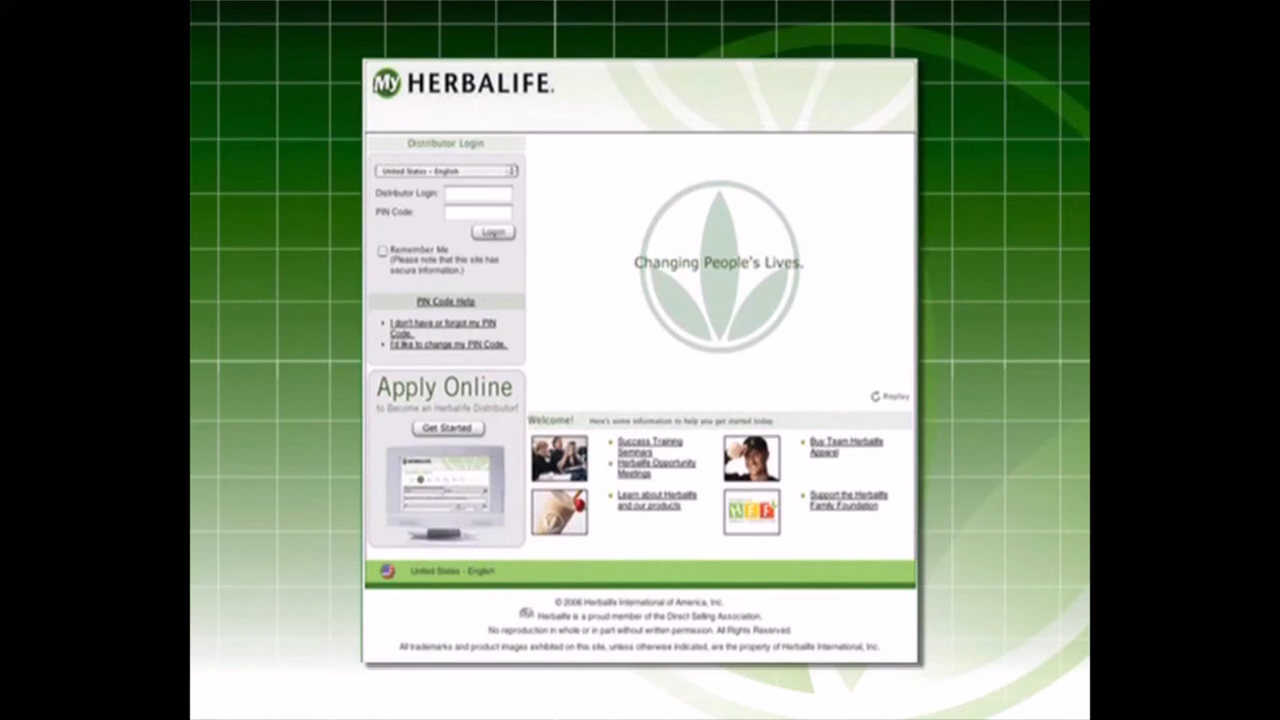 My HERBALIFE.
Distributor Login
United States - English
Distributor Login:
PIN Code:
Login
Remember Me
(Please note that this site has
secure information.)
PIN Code Help
I don't have or forgot my PIN
Code.
I'd like to change my PIN Code.
Apply Online
to Become an Herbalife Distributor!
Get Started
HERBALIFE
Changing People's Lives.
Replay
Welcome! Here's some information to help you get started today.
Success Training
Seminars
Herbalife Opportunity
Meetings
Buy Team Herbalife
Apparel
Learn about Herbalife
and our products
HFF
Support the Herbalife
Family Foundation
United States - English
© 2006 Herbalife International of America, Inc.
Herbalife is a proud member of the Direct Selling Association.
No reproduction in whole or in part without written permission. All Rights Reserved.
All trademarks and product images exhibited on this site, unless otherwise indicated, are the property of Herbalife International, Inc.